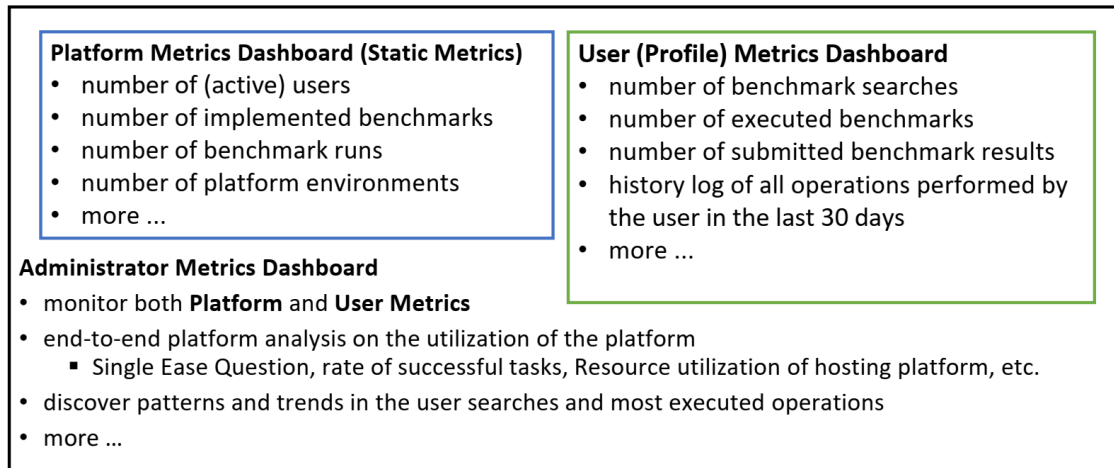 Platform Metrics Dashboard (Static Metrics)
• number of (active) users
• number of implemented benchmarks
• number of benchmark runs
• number of platform environments
• more ...
User (Profile) Metrics Dashboard
• number of benchmark searches
• number of executed benchmarks
• number of submitted benchmark results
• history log of all operations performed by
the user in the last 30 days
• more ...
Administrator Metrics Dashboard
• monitor both Platform and User Metrics
• end-to-end platform analysis on the utilization of the platform
▪ Single Ease Question, rate of successful tasks, Resource utilization of hosting platform, etc.
• discover patterns and trends in the user searches and most executed operations
• more ...